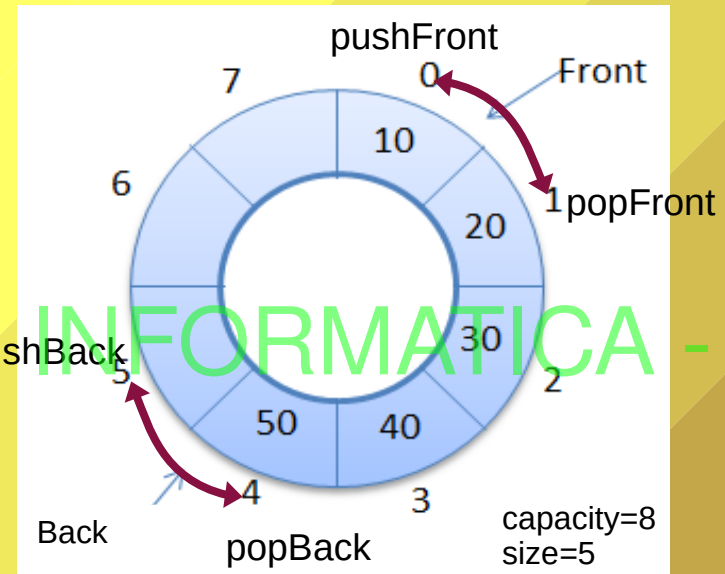 pushFront
7
0
Front
10
6
1
popFront
20
INFORMATICA -
shBack
30
5
2
50
40
4
3
Back
popBack
capacity=8
size=5